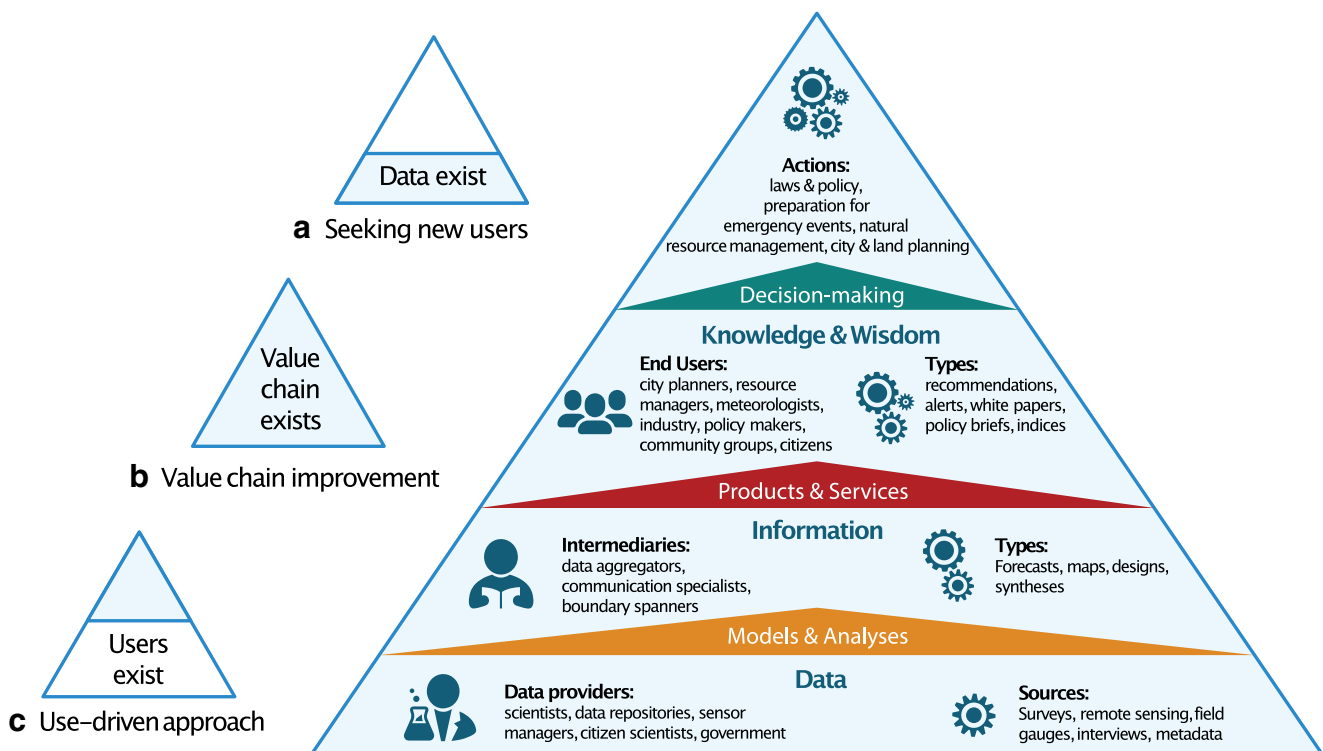 Data exist
a Seeking new users
Value
chain
exists
b Value chain improvement
Users
exist
c Use–driven approach
Actions:
laws & policy,
preparation for
emergency events, natural
resource management, city & land planning
Decision-making
Knowledge & Wisdom
End Users:
city planners, resource
managers, meteorologists,
industry, policy makers,
community groups, citizens
Types:
recommendations,
alerts, white papers,
policy briefs, indices
Products & Services
Information
Intermediaries:
data aggregators,
communication specialists,
boundary spanners
Types:
Forecasts, maps, designs,
syntheses
Models & Analyses
Data
Data providers:
scientists, data repositories, sensor
managers, citizen scientists, government
Sources:
Surveys, remote sensing, field
gauges, interviews, metadata